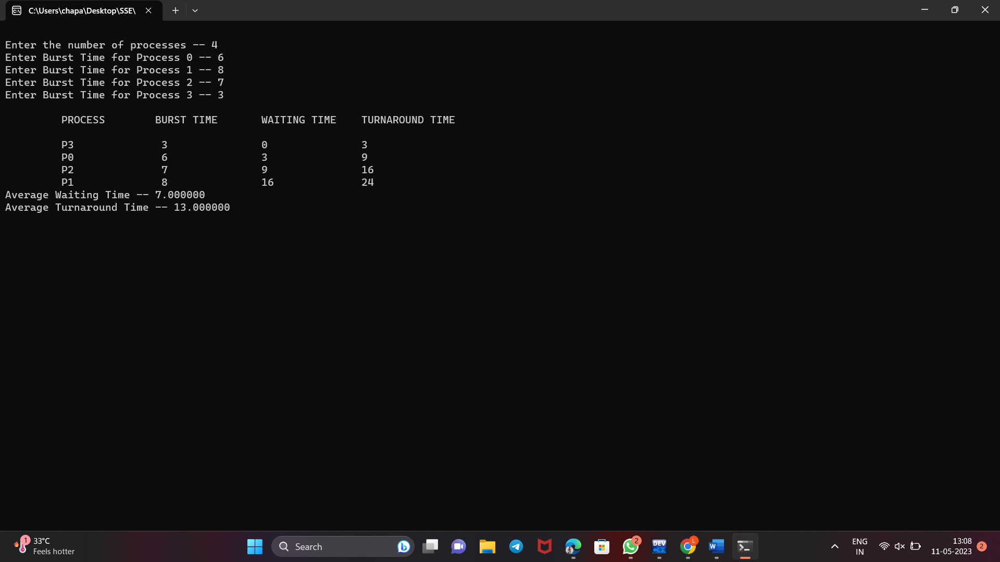 C:\Users\chapa\Desktop\SSE\
Enter the number of processes -- 4
Enter Burst Time for Process 0 -- 6
Enter Burst Time for Process 1 -- 8
Enter Burst Time for Process 2 -- 7
Enter Burst Time for Process 3 -- 3
PROCESS BURST TIME WAITING TIME TURNAROUND TIME
P3 3 0 3
P0 6 3 9
P2 7 9 16
P1 8 16 24
Average Waiting Time -- 7.000000
Average Turnaround Time -- 13.000000
1 33°C
Feels hotter
Search
2
DEV
C++
L
W
ENG
IN
13:08
11-05-2023
2